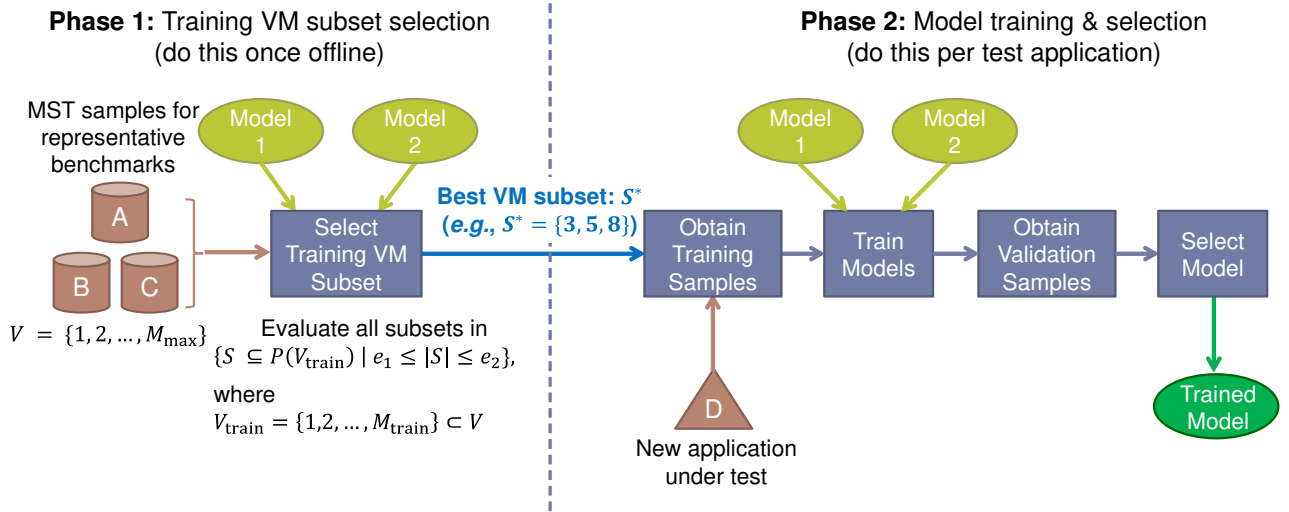 Phase 1: Training VM subset selection
(do this once offline)
MST samples for
representative
benchmarks
Model
1
Model
2
A
B
C
V = {1, 2, …, M_max}
Select
Training VM
Subset
Evaluate all subsets in
{S ⊆ P(V_train) | e_1 ≤ |S| ≤ e_2},
where
V_train = {1,2, …, M_train} ⊂ V
Best VM subset: S*
(e.g., S* = {3, 5, 8})
Phase 2: Model training & selection
(do this per test application)
Model
1
Model
2
Obtain
Training
Samples
Train
Models
Obtain
Validation
Samples
Select
Model
D
New application
under test
Trained
Model